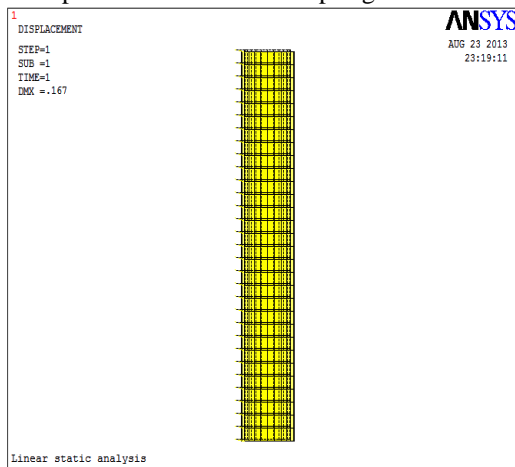 1
DISPLACEMENT
STEP=1
SUB =1
TIME=1
DMX =.167
ANSYS
AUG 23 2013
23:19:11
Linear static analysis